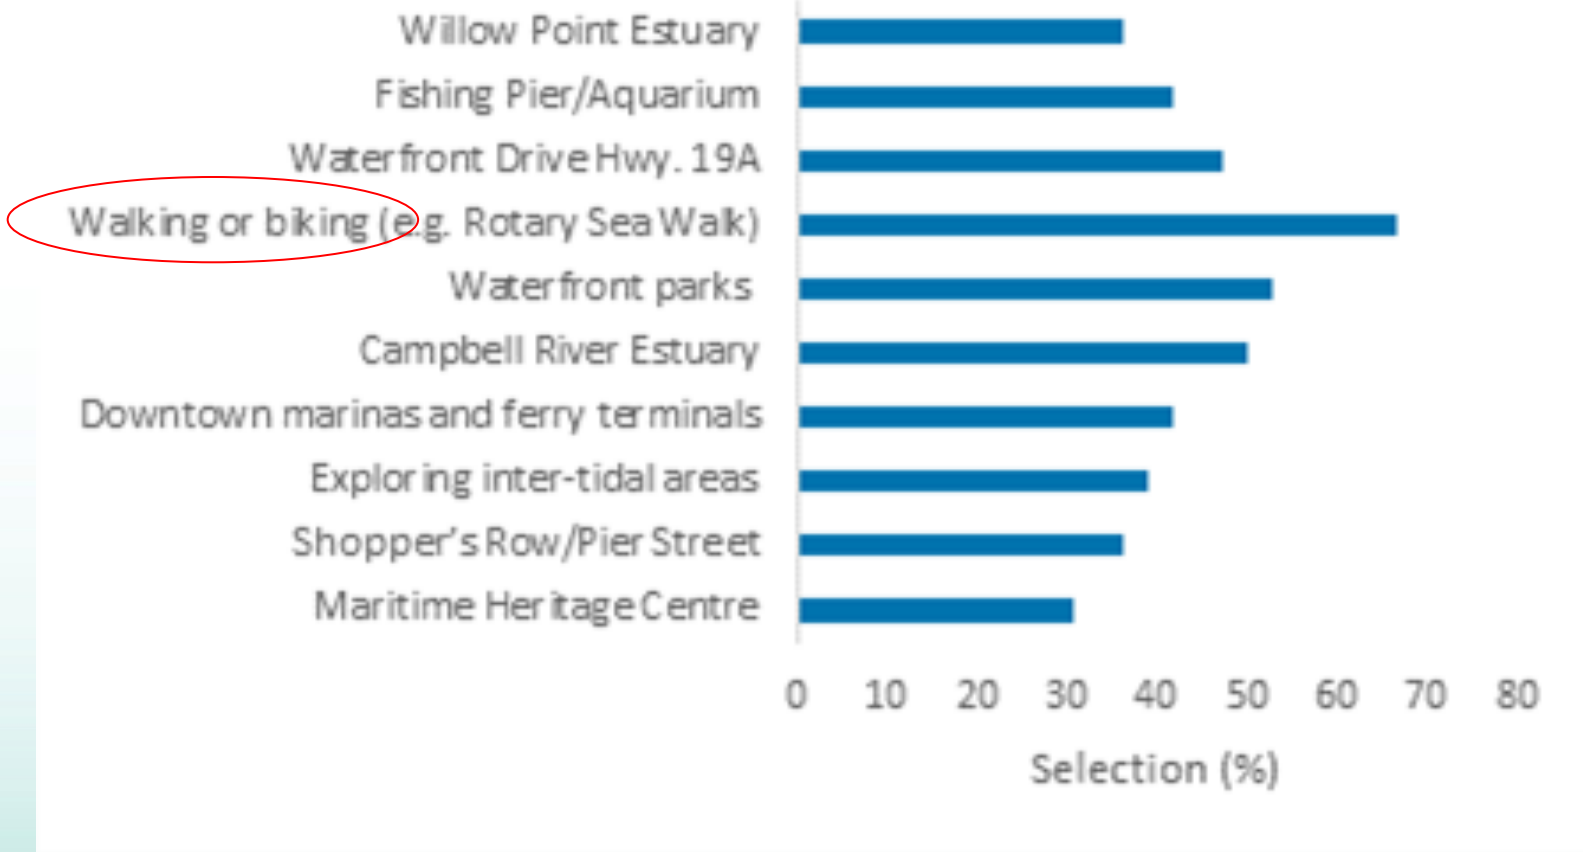 Willow Point Estuary
Fishing Pier/Aquarium
Waterfront Drive Hwy. 19A
Walking or biking (e.g. Rotary Sea Walk)
Waterfront parks
Campbell River Estuary
Downtown marinas and ferry terminals
Exploring inter-tidal areas
Shopper’s Row/Pier Street
Maritime Heritage Centre
0 10 20 30 40 50 60 70 80
Selection (%)